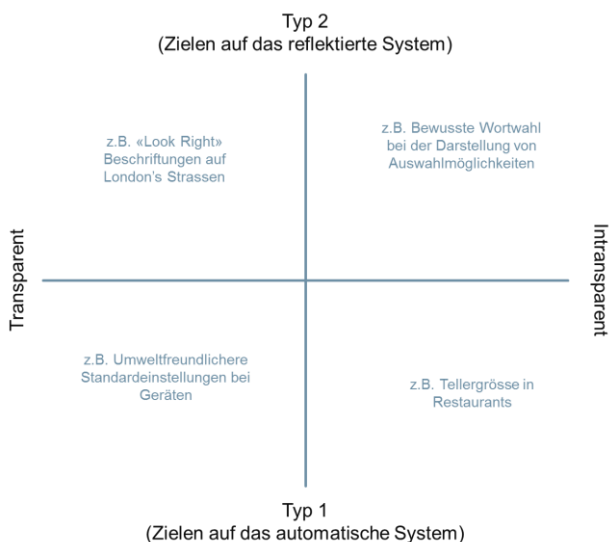 Typ 2
(Zielen auf das reflektierte System)
z.B. «Look Right»
Beschriftungen auf
London's Strassen
z.B. Bewusste Wortwahl
bei der Darstellung von
Auswahlmöglichkeiten
Transparent
Intransparent
z.B. Umweltfreundlichere
Standardeinstellungen bei
Geräten
z.B. Tellergrösse in
Restaurants
Typ 1
(Zielen auf das automatische System)